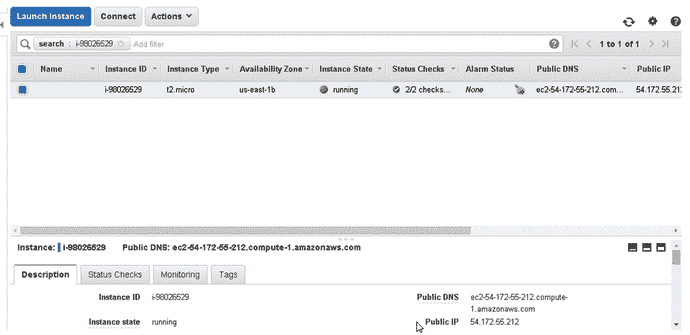 Launch Instance Connect Actions
search : i-98026529 Add filter 1 to 1 of 1
Name Instance ID Instance Type Availability Zone Instance State Status Checks Alarm Status Public DNS Public IP
i-98026529 t2.micro us-east-1b running 2/2 checks... None ec2-54-172-55-212.com... 54.172.55.212
Instance: i-98026529 Public DNS: ec2-54-172-55-212.compute-1.amazonaws.com
Description Status Checks Monitoring Tags
Instance ID i-98026529 Public DNS ec2-54-172-55-212.compute-
1.amazonaws.com
Instance state running Public IP 54.172.55.212